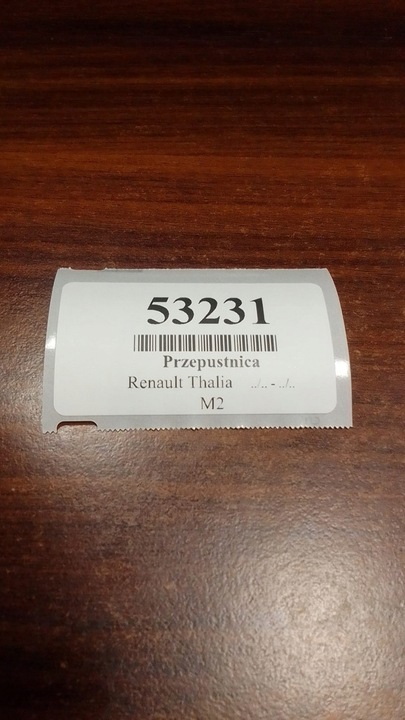 53231
Przepustnica
Renault Thalia ../.. - ../..
M2